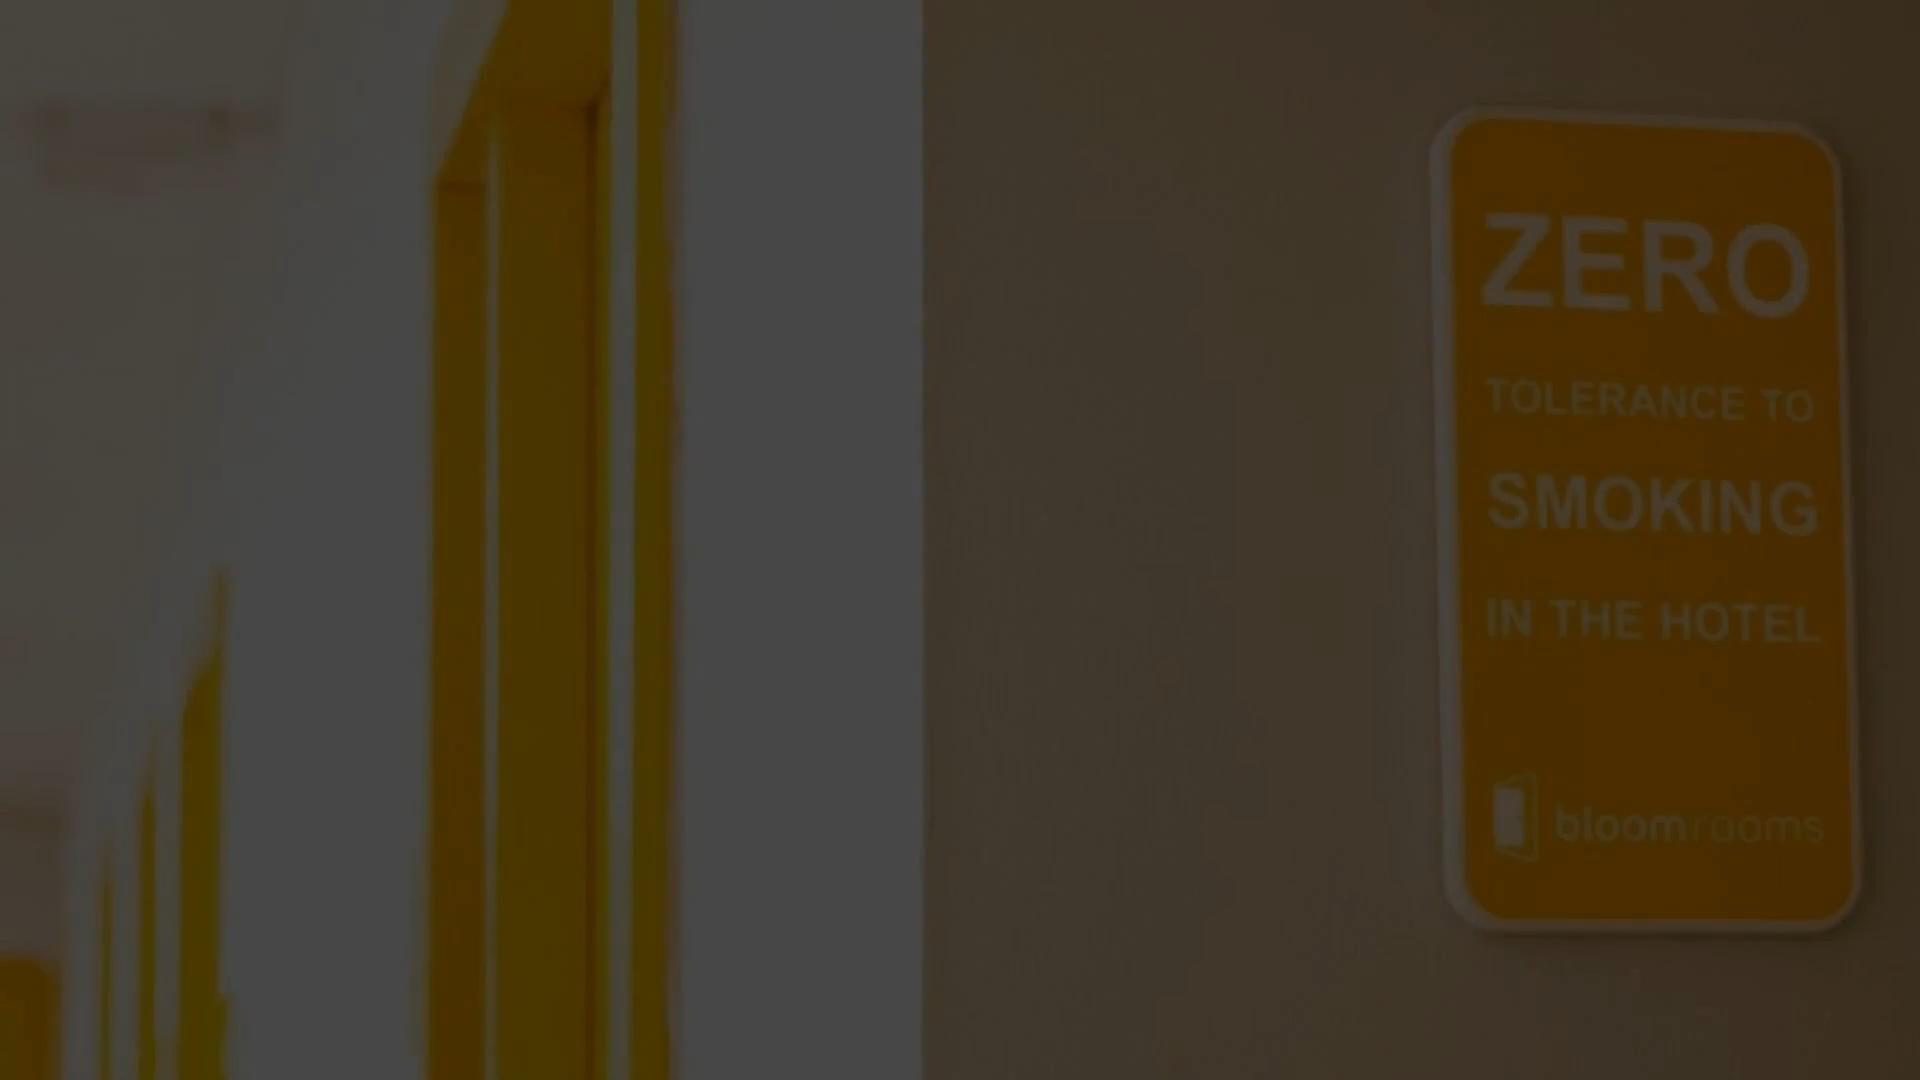 ZERO
TOLERANCE TO
SMOKING
IN THE HOTEL
bloomrooms